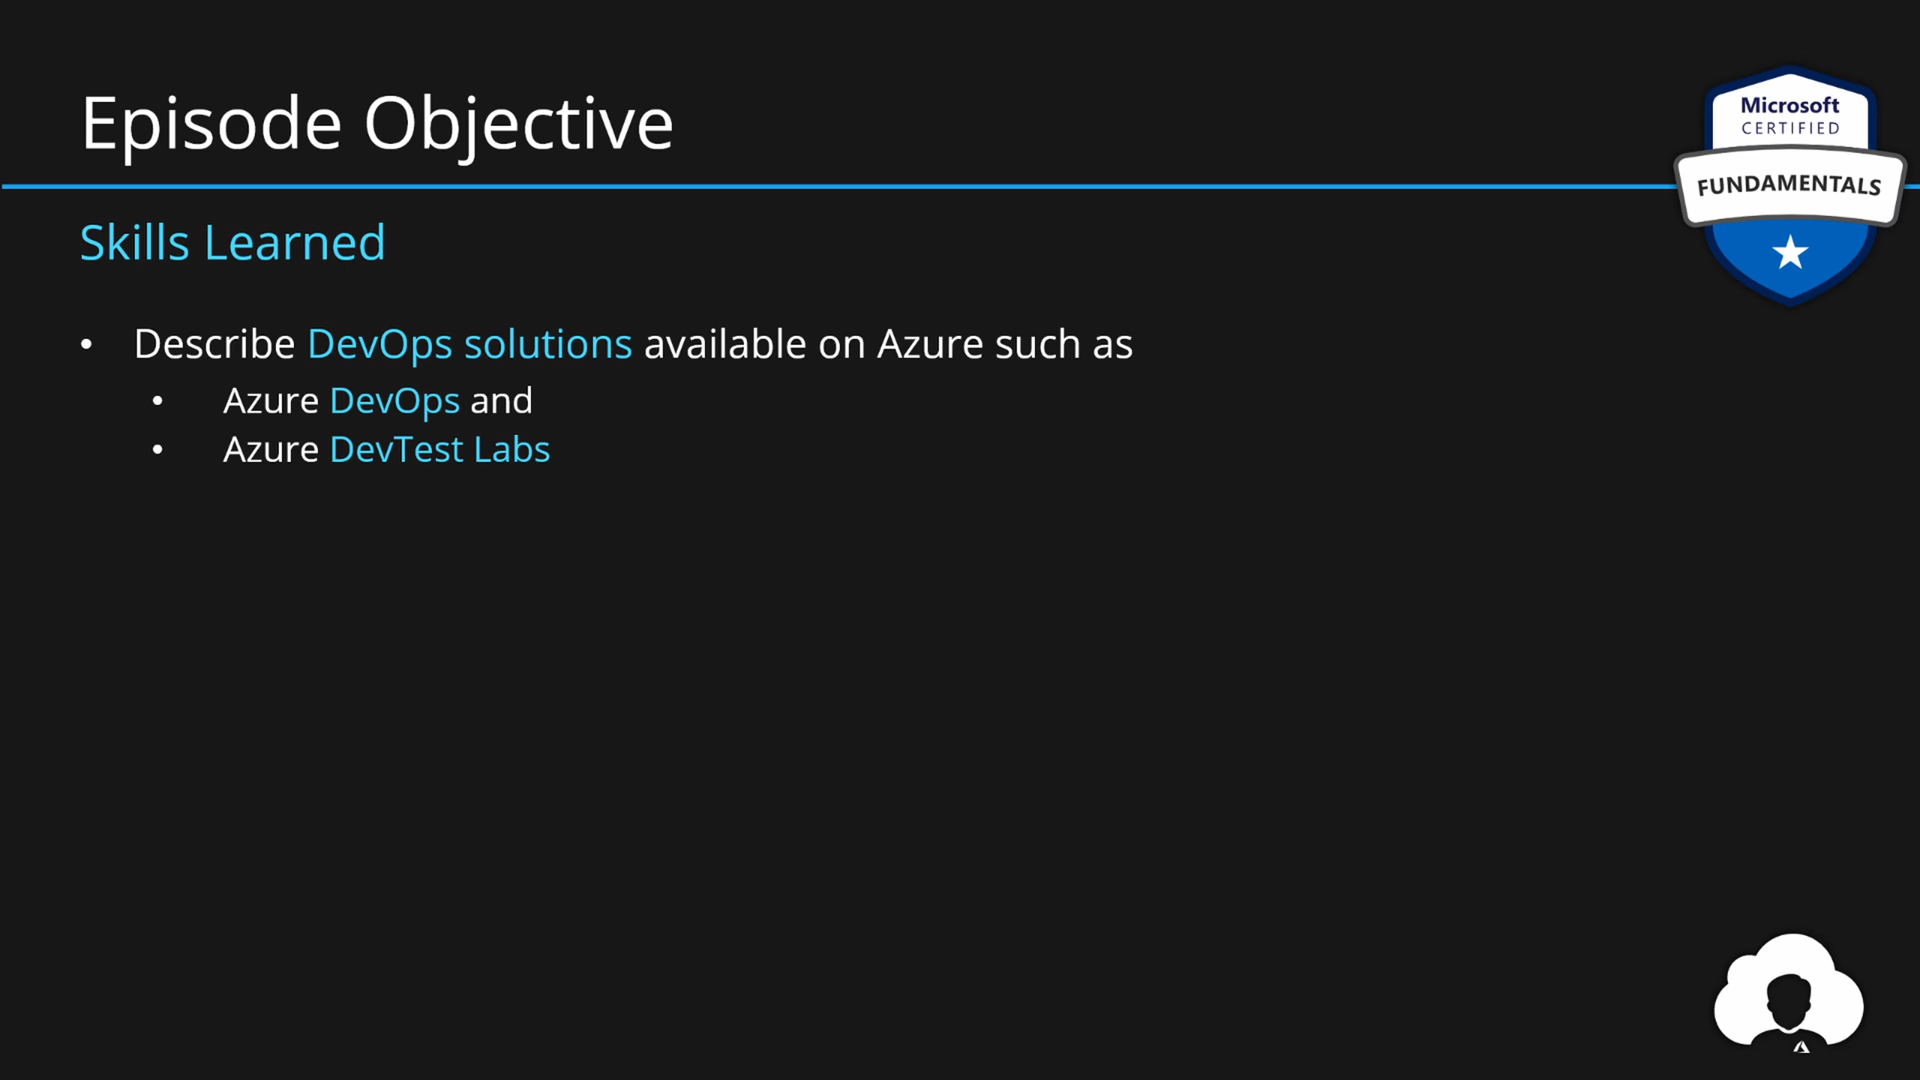 Episode Objective
Microsoft
CERTIFIED
FUNDAMENTALS
Skills Learned
• Describe DevOps solutions available on Azure such as
• Azure DevOps and
• Azure DevTest Labs